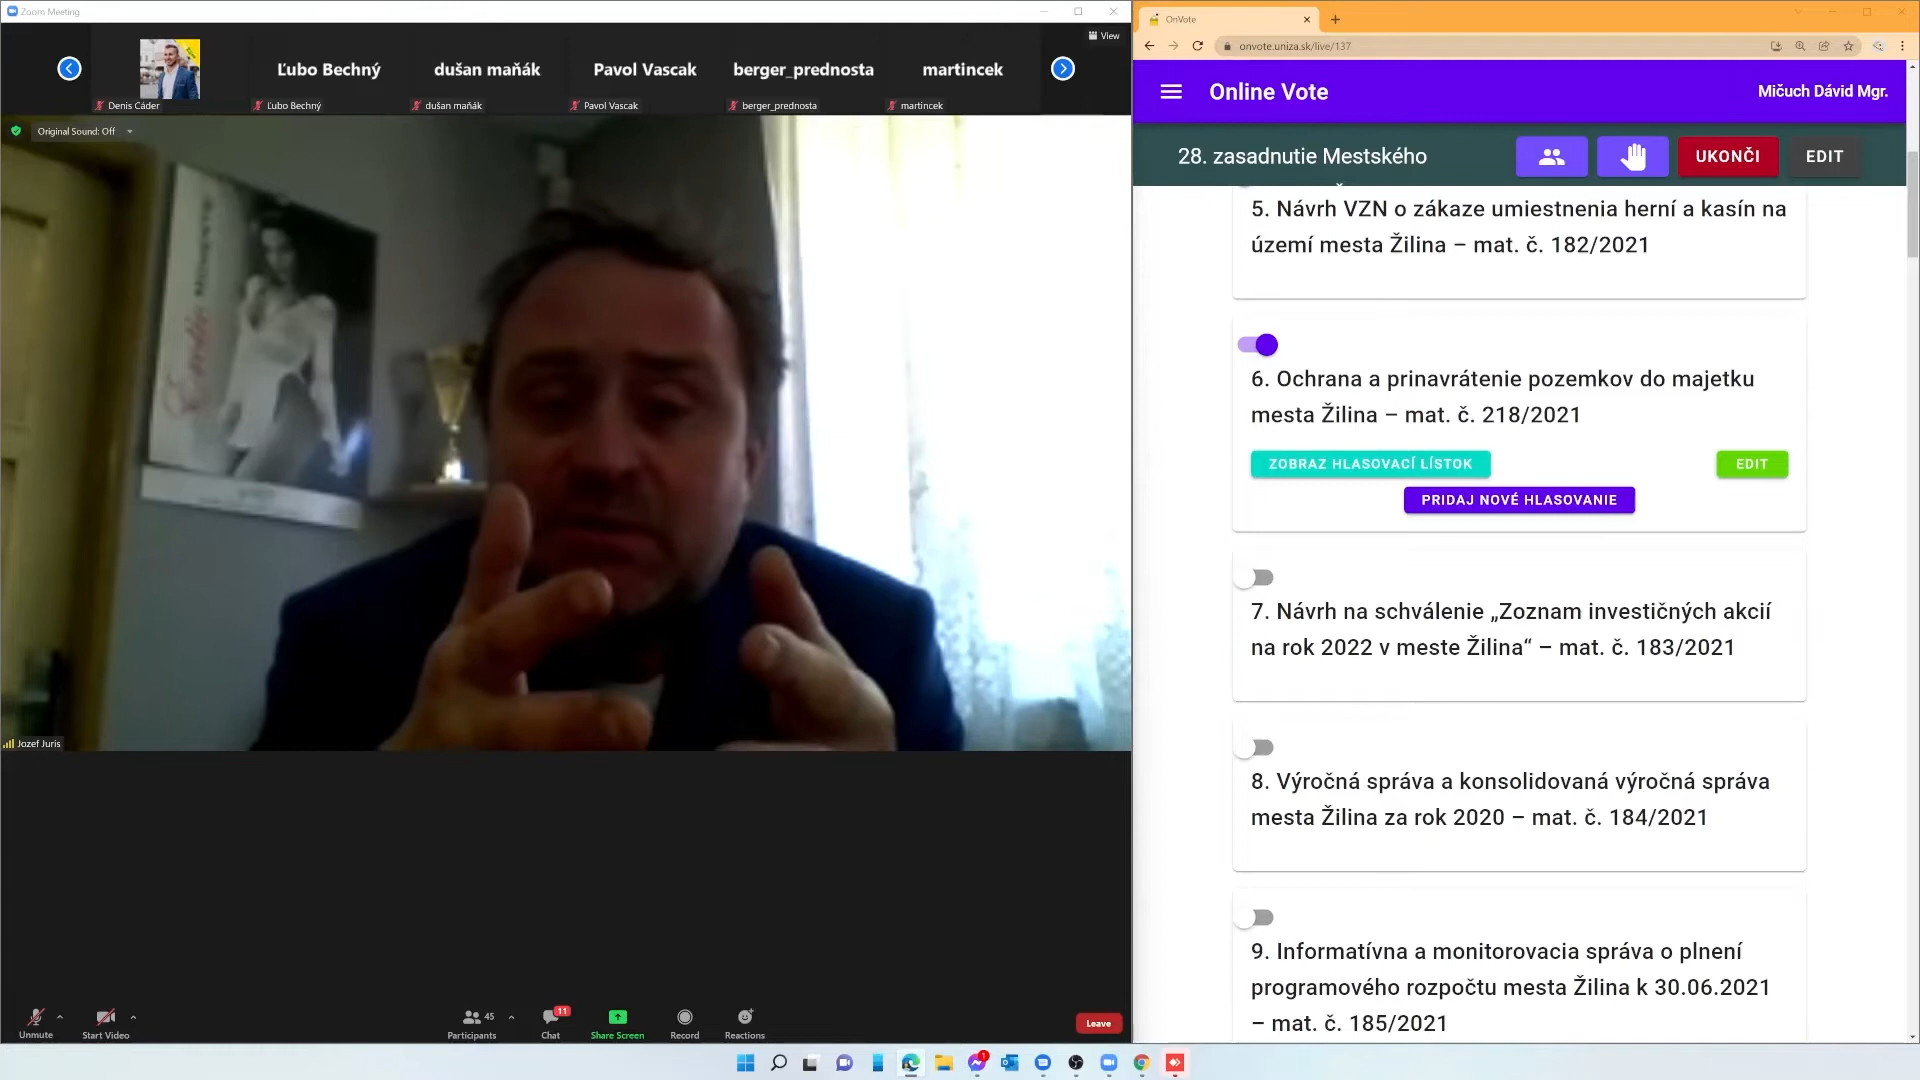 Zoom Meeting
View
Ľubo Bechný
dušan maňák
Pavol Vascak
berger_prednosta
martincek
Denis Cáder
Ľubo Bechný
dušan maňák
Pavol Vascak
berger_prednosta
martincek
Original Sound: Off
Jozef Juris
Unmute
Start Video
45
Participants
11
Chat
Share Screen
Record
Reactions
Leave
OnVote
onvote.uniza.sk/live/137
Online Vote
Mičuch Dávid Mgr.
28. zasadnutie Mestského
UKONČI
EDIT
5. Návrh VZN o zákaze umiestnenia herní a kasín na
území mesta Žilina – mat. č. 182/2021
6. Ochrana a prinavrátenie pozemkov do majetku
mesta Žilina – mat. č. 218/2021
ZOBRAZ HLASOVACÍ LÍSTOK
EDIT
PRIDAJ NOVÉ HLASOVANIE
7. Návrh na schválenie „Zoznam investičných akcií
na rok 2022 v meste Žilina“ – mat. č. 183/2021
8. Výročná správa a konsolidovaná výročná správa
mesta Žilina za rok 2020 – mat. č. 184/2021
9. Informatívna a monitorovacia správa o plnení
programového rozpočtu mesta Žilina k 30.06.2021
– mat. č. 185/2021
1